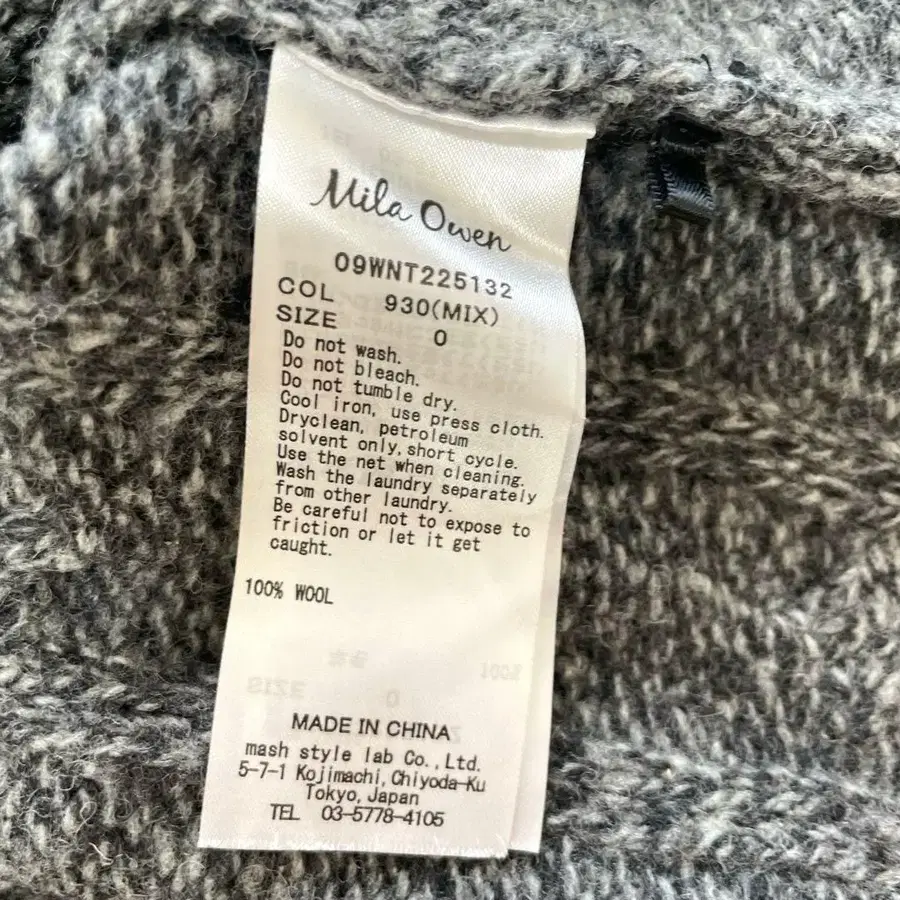 Mila Owen
09WNT225132
COL 930(MIX)
SIZE 0
Do not wash.
Do not bleach.
Do not tumble dry.
Cool iron, use press cloth.
Dryclean, petroleum
solvent only, short cycle.
Use the net when cleaning.
Wash the laundry separately
from other laundry.
Be careful not to expose to
friction or let it get
caught.
100% WOOL
MADE IN CHINA
mash style lab Co., Ltd.
5-7-1 Kojimachi, Chiyoda-Ku
Tokyo, Japan
TEL 03-5778-4105